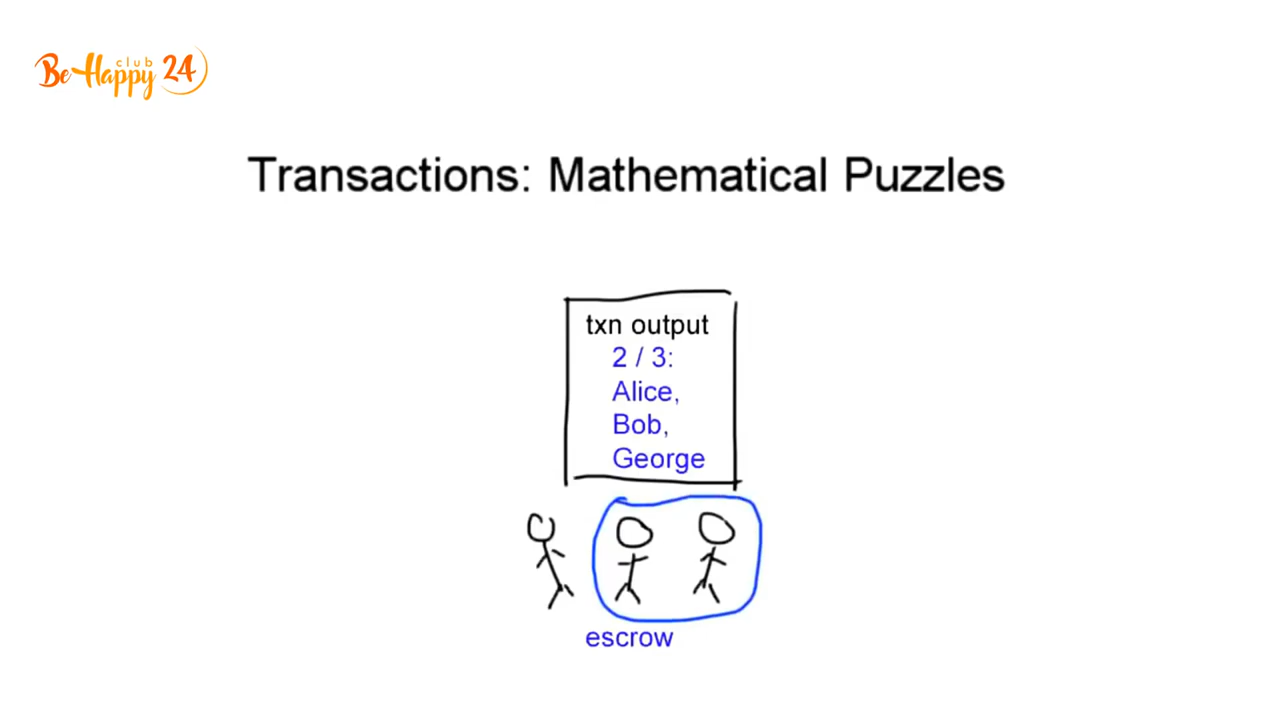 club
Be Happy 24
Transactions: Mathematical Puzzles
txn output
2 / 3:
Alice,
Bob,
George
escrow